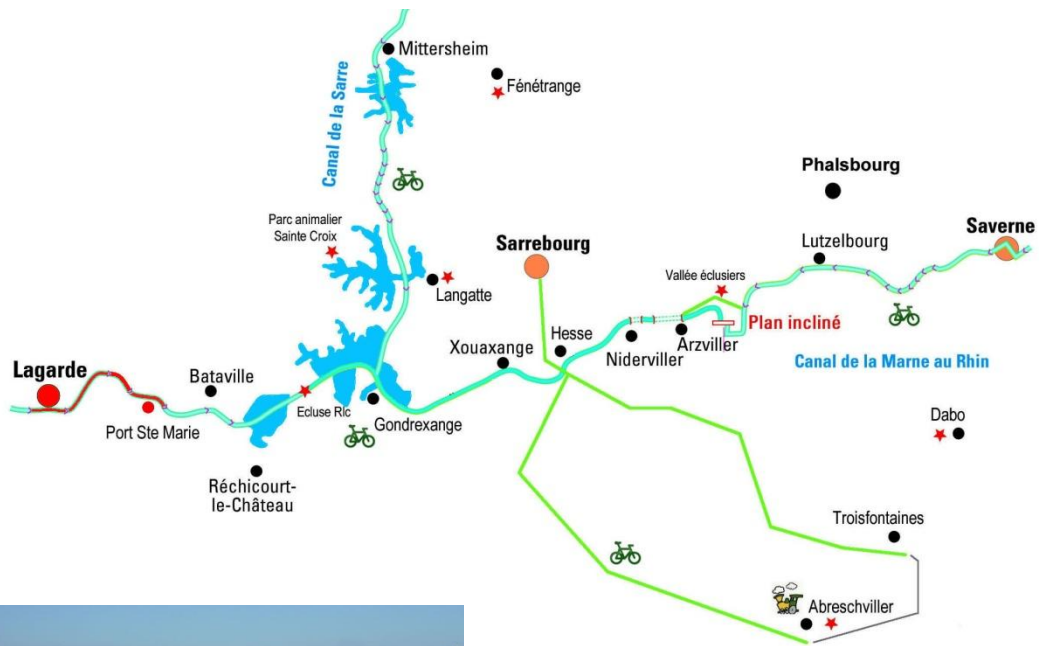 Mittersheim
Fénétrange
Canal de la Sarre
Phalsbourg
Parc animalier
Sainte Croix
Sarrebourg
Saverne
Lutzelbourg
Langatte
Vallée éclusiers
Plan incliné
Hesse
Xouaxange
Niderviller
Arzviller
Canal de la Marne au Rhin
Lagarde
Bataville
Ecluse Rlc
Gondrexange
Port Ste Marie
Dabo
Réchicourt-
le-Château
Troisfontaines
Abreschviller